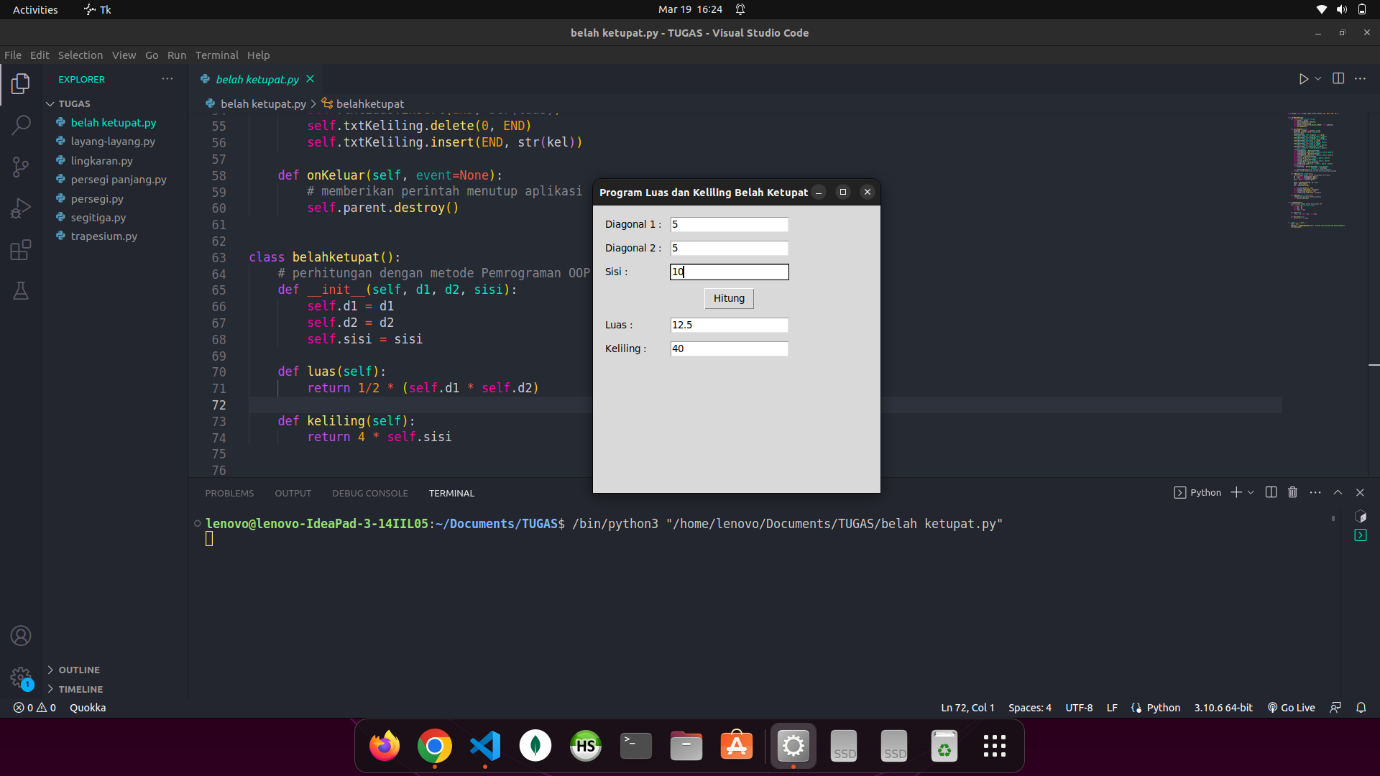 Activities Tk Mar 19 16:24
belah ketupat.py - TUGAS - Visual Studio Code
File Edit Selection View Go Run Terminal Help
EXPLORER
TUGAS
belah ketupat.py
layang-layang.py
lingkaran.py
persegi panjang.py
persegi.py
segitiga.py
trapesium.py
OUTLINE
TIMELINE
belah ketupat.py
belah ketupat.py > belahketupat
55 self.txtKeliling.delete(0, END)
56 self.txtKeliling.insert(END, str(kel))
57
58 def onKeluar(self, event=None):
59 # memberikan perintah menutup aplikasi
60 self.parent.destroy()
61
62
63 class belahketupat():
64 # perhitungan dengan metode Pemrograman OOP
65 def __init__(self, d1, d2, sisi):
66 self.d1 = d1
67 self.d2 = d2
68 self.sisi = sisi
69
70 def luas(self):
71 return 1/2 * (self.d1 * self.d2)
72
73 def keliling(self):
74 return 4 * self.sisi
75
76
Program Luas dan Keliling Belah Ketupat
Diagonal 1 : 5
Diagonal 2 : 5
Sisi : 10
Hitung
Luas : 12.5
Keliling : 40
PROBLEMS OUTPUT DEBUG CONSOLE TERMINAL Python
lenovo@lenovo-IdeaPad-3-14IIL05:~/Documents/TUGAS$ /bin/python3 "/home/lenovo/Documents/TUGAS/belah ketupat.py"
1
0 0 Quokka Ln 72, Col 1 Spaces: 4 UTF-8 LF Python 3.10.6 64-bit Go Live
HS
SSD
SSD